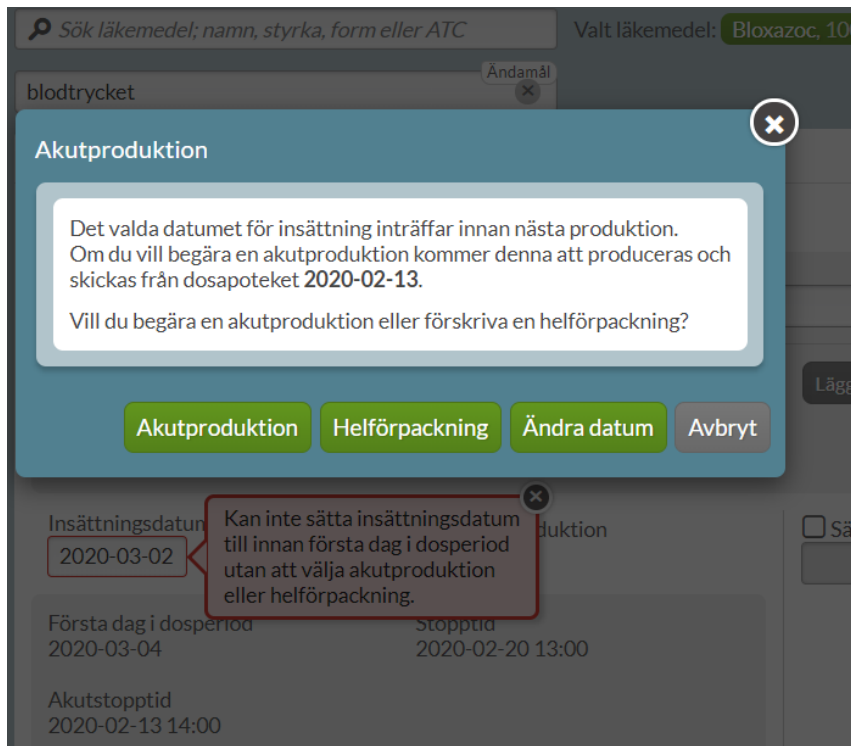 Sök läkemedel; namn, styrka, form eller ATC
Valt läkemedel: Bloxazoc, 10
Ändamål
blodtrycket
Akutproduktion
Det valda datumet för insättning inträffar innan nästa produktion.
Om du vill begära en akutproduktion kommer denna att produceras och
skickas från dosapoteket 2020-02-13.
Vill du begära en akutproduktion eller förskriva en helförpackning?
Lägg
Akutproduktion Helförpackning Ändra datum Avbryt
Insättningsdatum
2020-03-02
Kan inte sätta insättningsdatum
till innan första dag i dosperiod
utan att välja akutproduktion
eller helförpackning.
duktion
Sä
Första dag i dosperiod
2020-03-04
Stopptid
2020-02-20 13:00
Akutstopptid
2020-02-13 14:00